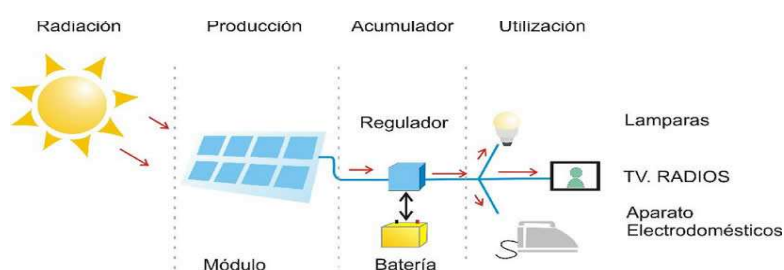 Radiación
Producción
Acumulador
Utilización
Regulador
Lamparas
TV. RADIOS
Aparato
Electrodomésticos
Módulo
Batería